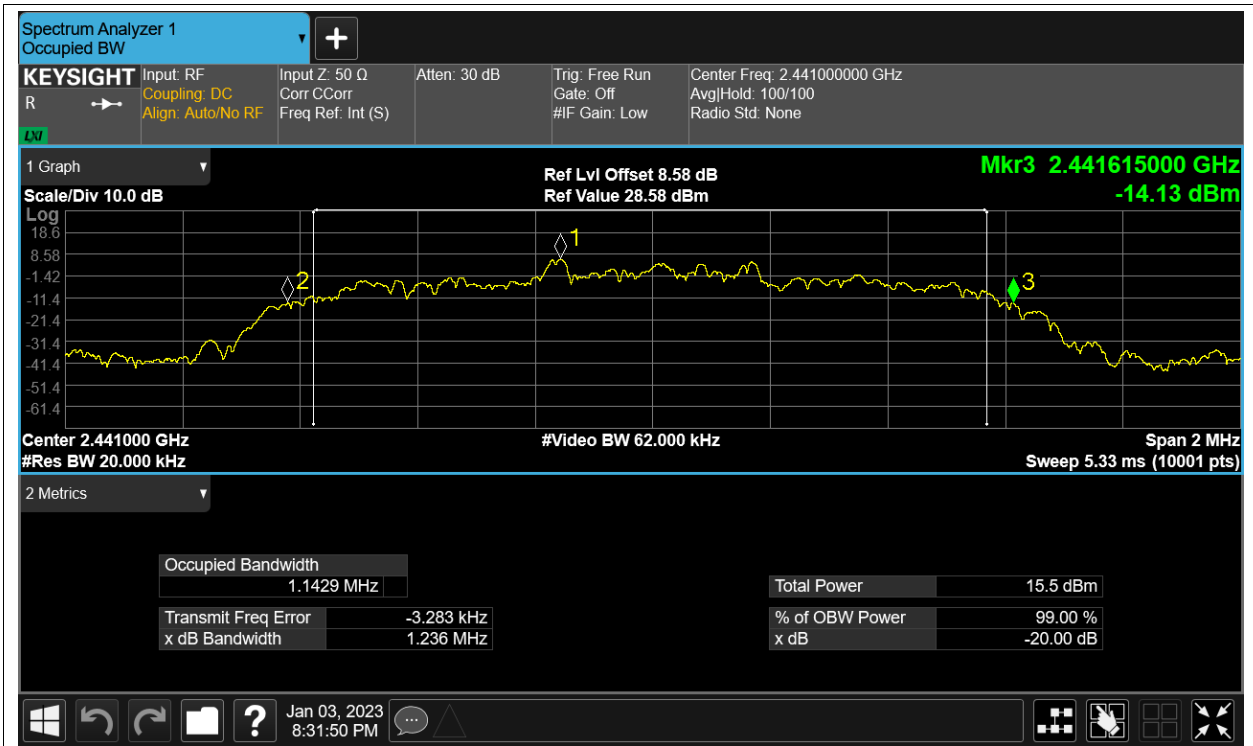 Spectrum Analyzer 1
Occupied BW
+
KEYSIGHT
R
LXI
Input: RF
Coupling: DC
Align: Auto/No RF
Input Z: 50 Ω
Corr CCorr
Freq Ref: Int (S)
Atten: 30 dB
Trig: Free Run
Gate: Off
#IF Gain: Low
Center Freq: 2.441000000 GHz
Avg|Hold: 100/100
Radio Std: None
1 Graph
Scale/Div 10.0 dB
Ref Lvl Offset 8.58 dB
Ref Value 28.58 dBm
Mkr3 2.441615000 GHz
-14.13 dBm
Log
18.6
8.58
-1.42
-11.4
-21.4
-31.4
-41.4
-51.4
-61.4
1
2
3
Center 2.441000 GHz
#Video BW 62.000 kHz
Span 2 MHz
#Res BW 20.000 kHz
Sweep 5.33 ms (10001 pts)
2 Metrics
Occupied Bandwidth
1.1429 MHz
Total Power 15.5 dBm
Transmit Freq Error -3.283 kHz
% of OBW Power 99.00 %
x dB Bandwidth 1.236 MHz
x dB -20.00 dB
?
Jan 03, 2023
8:31:50 PM